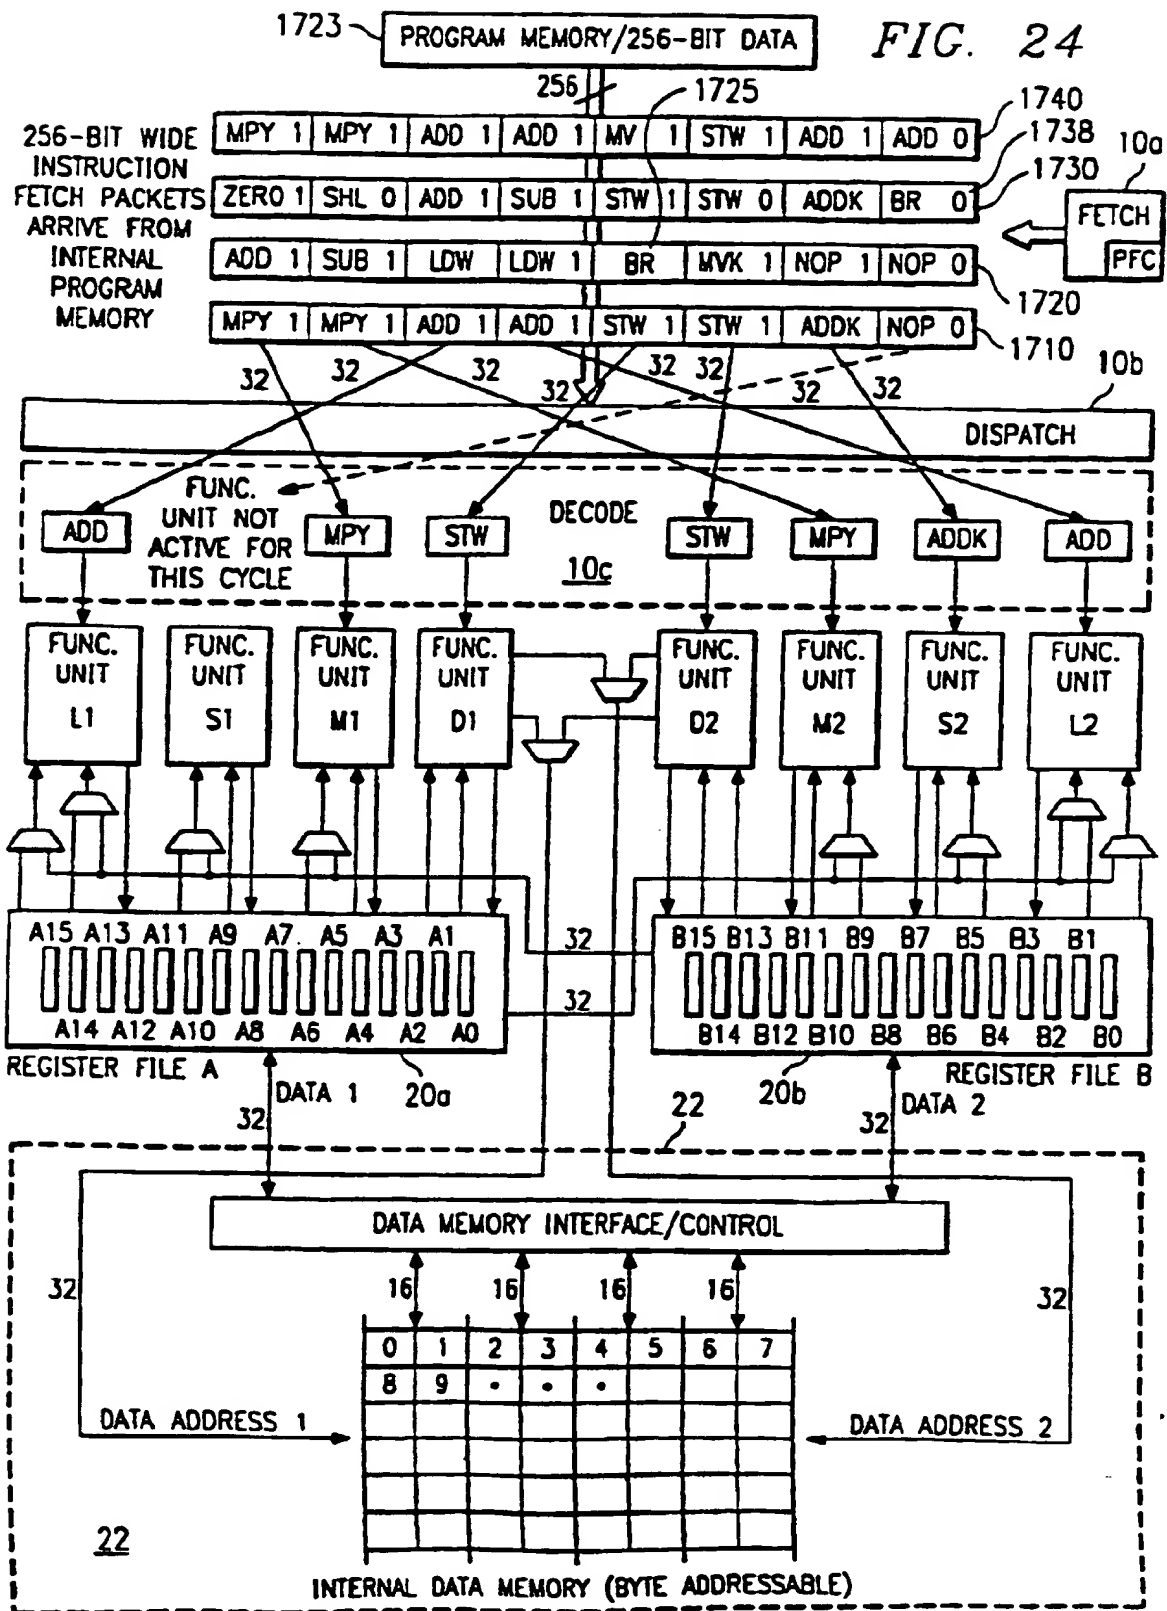 1723
PROGRAM MEMORY/256-BIT DATA
FIG. 24
256
1725
256-BIT WIDE
INSTRUCTION
FETCH PACKETS
ARRIVE FROM
INTERNAL
PROGRAM
MEMORY
MPY 1 MPY 1 ADD 1 ADD 1 MV 1 STW 1 ADD 1 ADD 0
1740
1738
ZERO 1 SHL 0 ADD 1 SUB 1 STW 1 STW 0 ADDK BR 0
1730
10a
FETCH
PFC
ADD 1 SUB 1 LDW LDW 1 BR MVK 1 NOP 1 NOP 0
1720
MPY 1 MPY 1 ADD 1 ADD 1 STW 1 STW 1 ADDK NOP 0
1710
32 32 32 32 32 32 32 32
10b
DISPATCH
FUNC.
UNIT NOT
ACTIVE FOR
THIS CYCLE
DECODE
10c
ADD MPY STW STW MPY ADDK ADD
FUNC. UNIT L1
FUNC. UNIT S1
FUNC. UNIT M1
FUNC. UNIT D1
FUNC. UNIT D2
FUNC. UNIT M2
FUNC. UNIT S2
FUNC. UNIT L2
A15 A13 A11 A9 A7 A5 A3 A1
A14 A12 A10 A8 A6 A4 A2 A0
32
32
B15 B13 B11 B9 B7 B5 B3 B1
B14 B12 B10 B8 B6 B4 B2 B0
REGISTER FILE A
20a
20b
REGISTER FILE B
DATA 1
32
DATA 2
32
22
DATA MEMORY INTERFACE/CONTROL
32
16 16 16 16
32
0 1 2 3 4 5 6 7
8 9 • • •
DATA ADDRESS 1
DATA ADDRESS 2
22
INTERNAL DATA MEMORY (BYTE ADDRESSABLE)